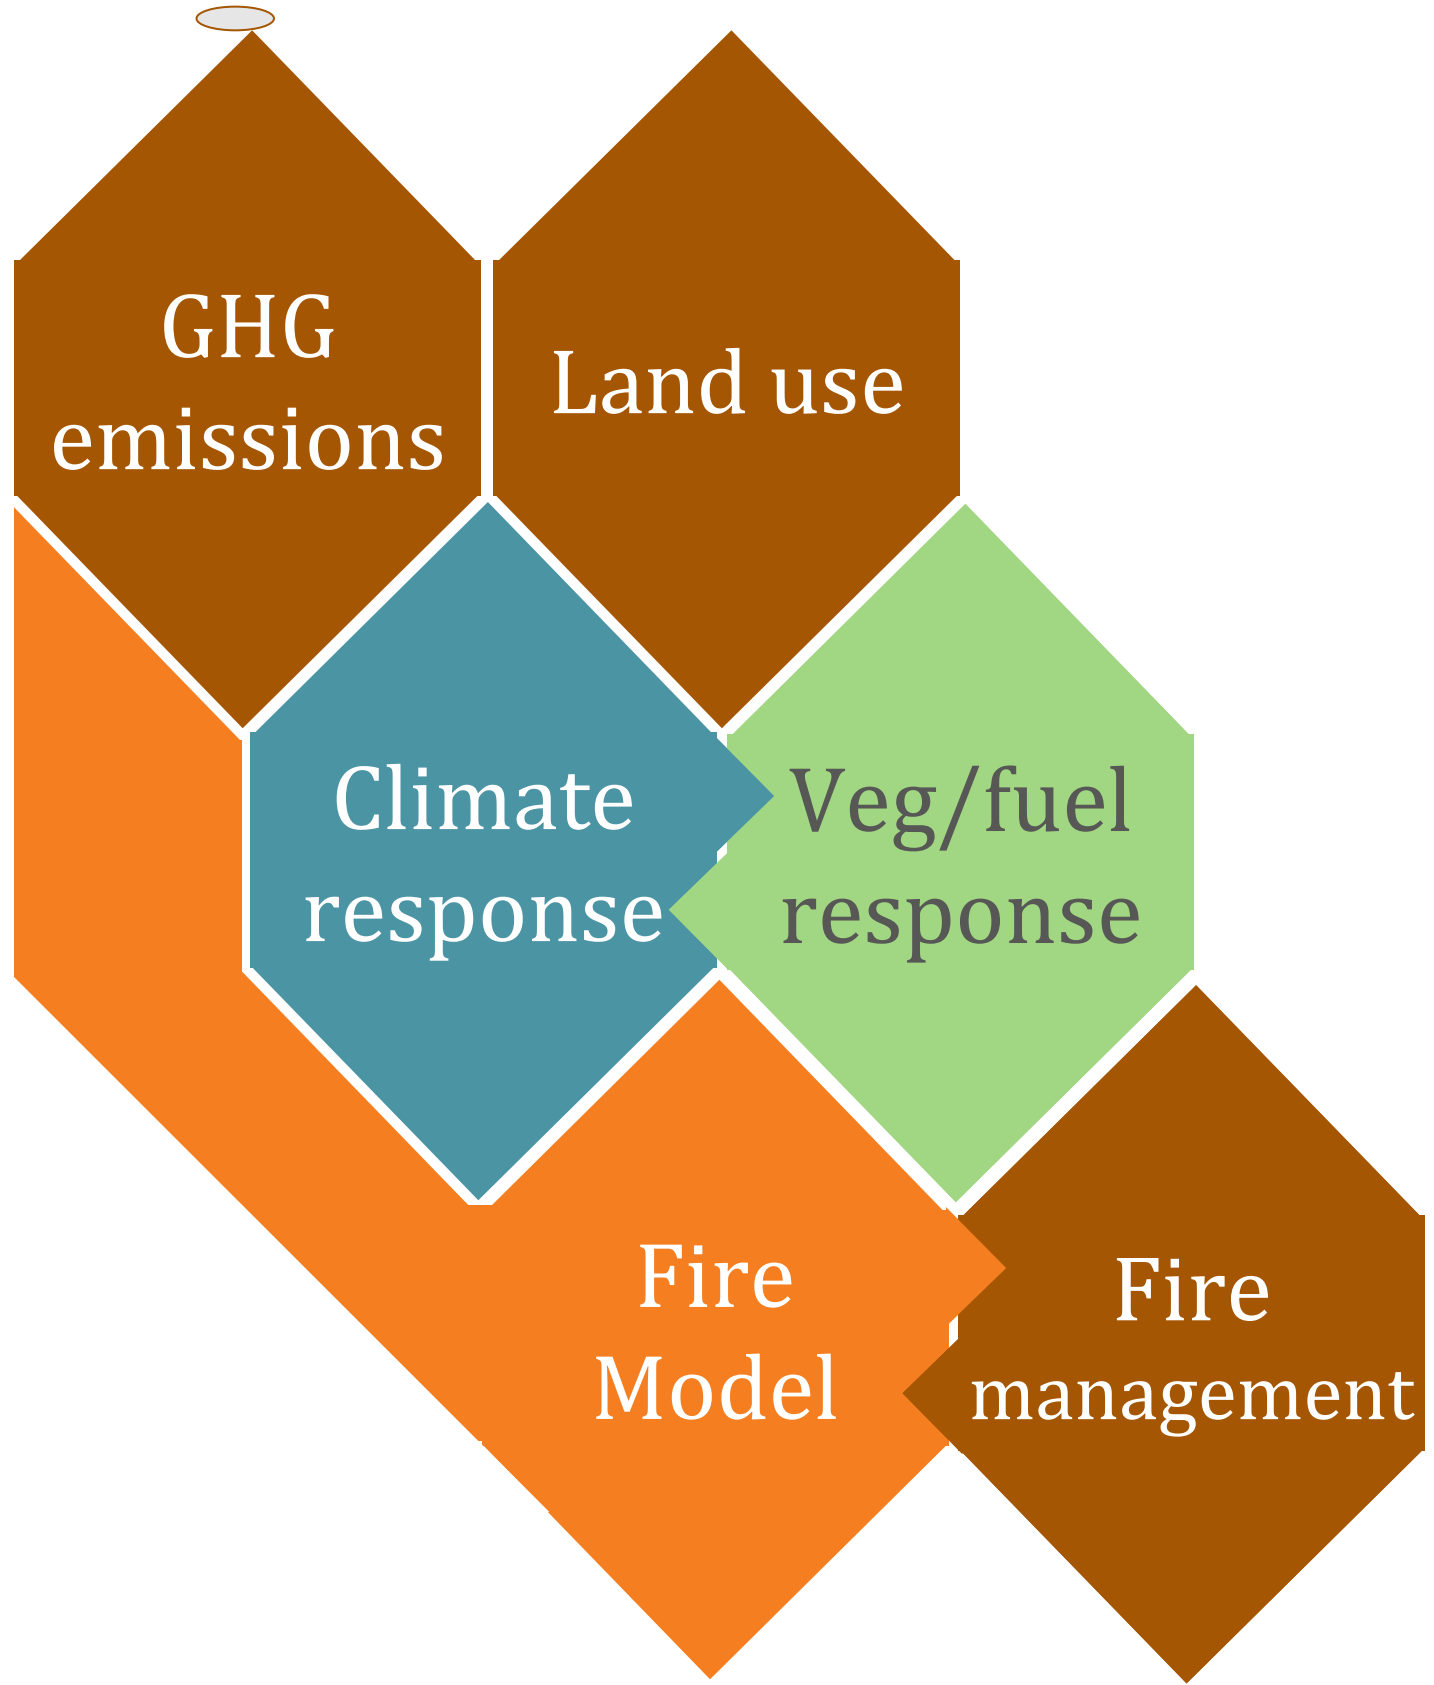 GHG
emissions
Land use
Climate
response
Veg/fuel
response
Fire
Model
Fire
management